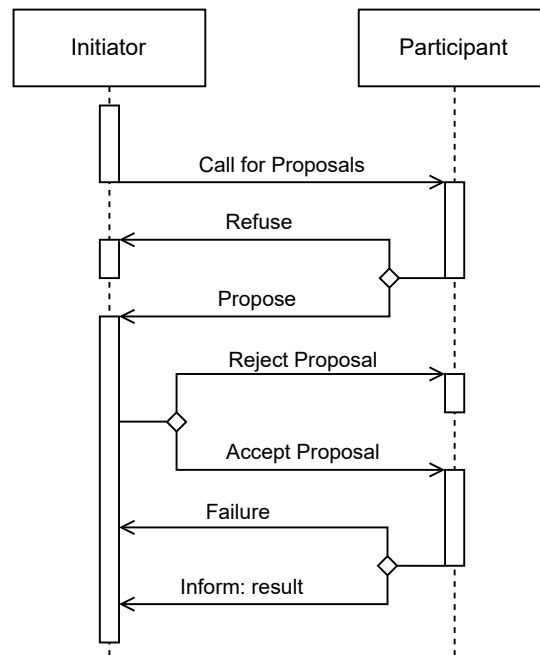 Initiator
Participant
Call for Proposals
Refuse
Propose
Reject Proposal
Accept Proposal
Failure
Inform: result